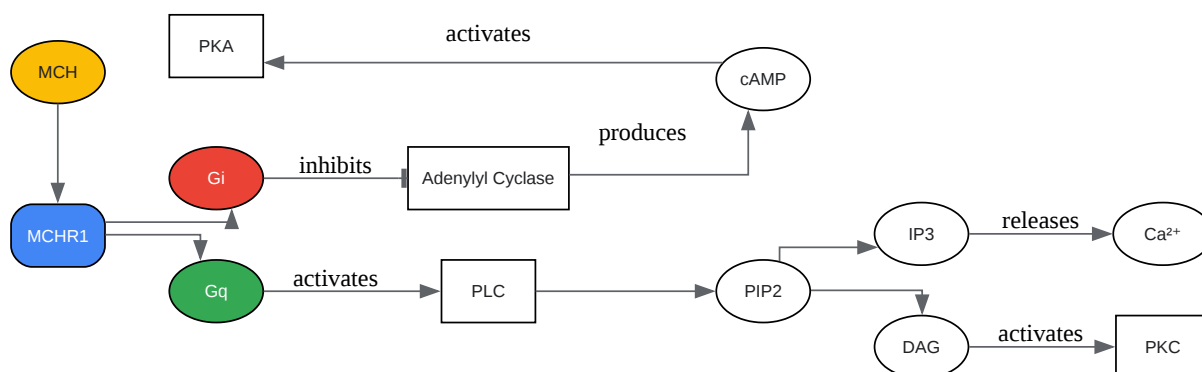 activates
PKA
MCH
cAMP
produces
inhibits
Gi
Adenylyl Cyclase
MCHR1
IP3
releases
Ca²⁺
activates
Gq
PLC
PIP2
activates
DAG
PKC